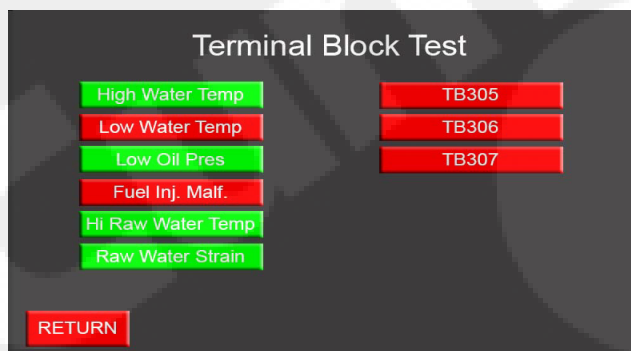 Terminal Block Test
High Water Temp
Low Water Temp
Low Oil Pres
Fuel Inj. Malf.
Hi Raw Water Temp
Raw Water Strain
TB305
TB306
TB307
RETURN